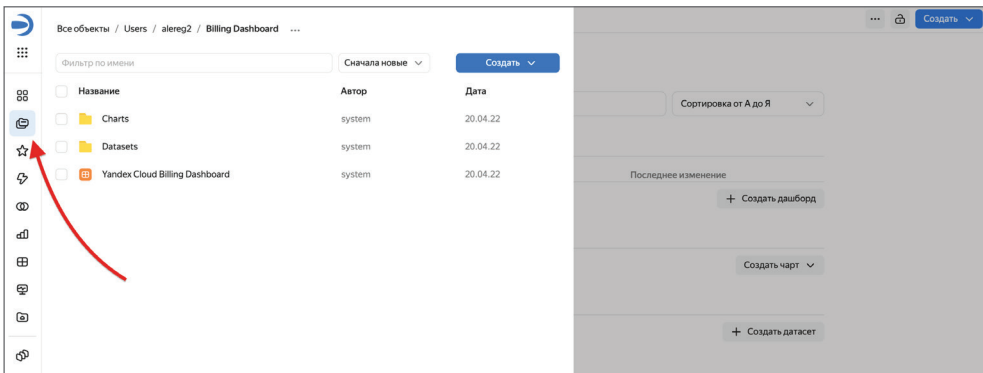 Все объекты / Users / alereg2 / Billing Dashboard ...
... Создать
Фильтр по имени Сначала новые Создать
Название Автор Дата
Сортировка от А до Я
Charts system 20.04.22
Datasets system 20.04.22
Yandex Cloud Billing Dashboard system 20.04.22
Последнее изменение
+ Создать дашборд
Создать чарт
+ Создать датасет